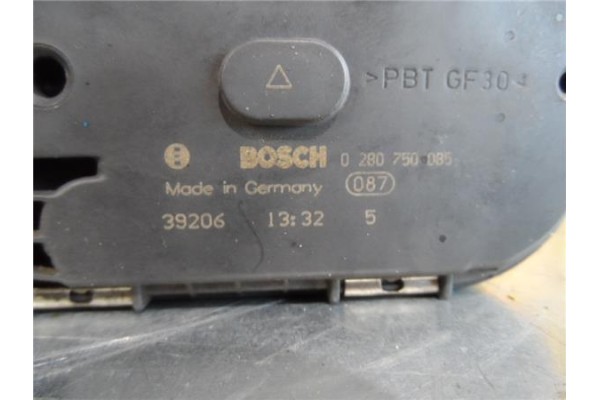 >PBT GF30<
BOSCH 0 280 750 085
Made in Germany 087
39206 13:32 5